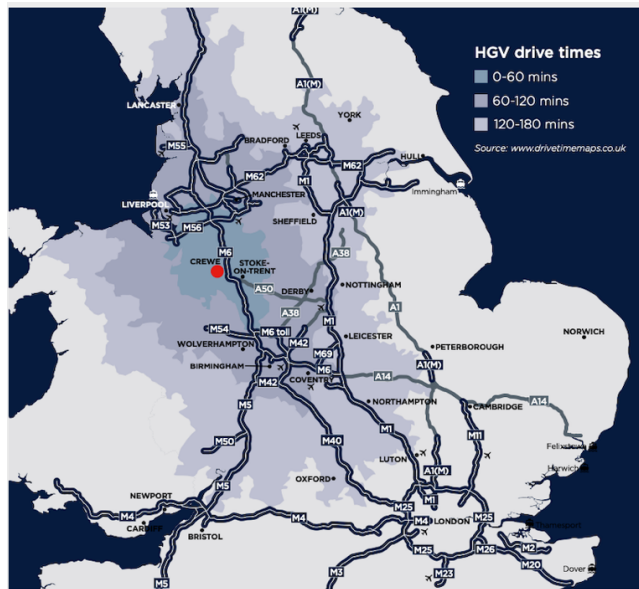 A1(M)
HGV drive times
0-60 mins
60-120 mins
120-180 mins
Source: www.drivetimemaps.co.uk
A1(M)
LANCASTER
YORK
M55
BRADFORD
LEEDS
M62
M62
HULL
M1
LIVERPOOL
MANCHESTER
Immingham
M53
M56
SHEFFIELD
A1(M)
M6
CREWE
STOKE-
ON-TRENT
A38
A50
DERBY
NOTTINGHAM
A38
A1
M1
M54
M6 toll
M42
LEICESTER
NORWICH
WOLVERHAMPTON
PETERBOROUGH
M69
A1(M)
BIRMINGHAM
M6
COVENTRY
A14
M42
NORTHAMPTON
CAMBRIDGE
A14
M5
M1
M11
M50
M40
LUTON
Felixstowe
A1(M)
Harwich
M5
OXFORD
NEWPORT
M1
M25
M4
M4
M4
LONDON
M25
CARDIFF
Thamesport
BRISTOL
M25
M26
M2
M20
M5
M3
M23
Dover